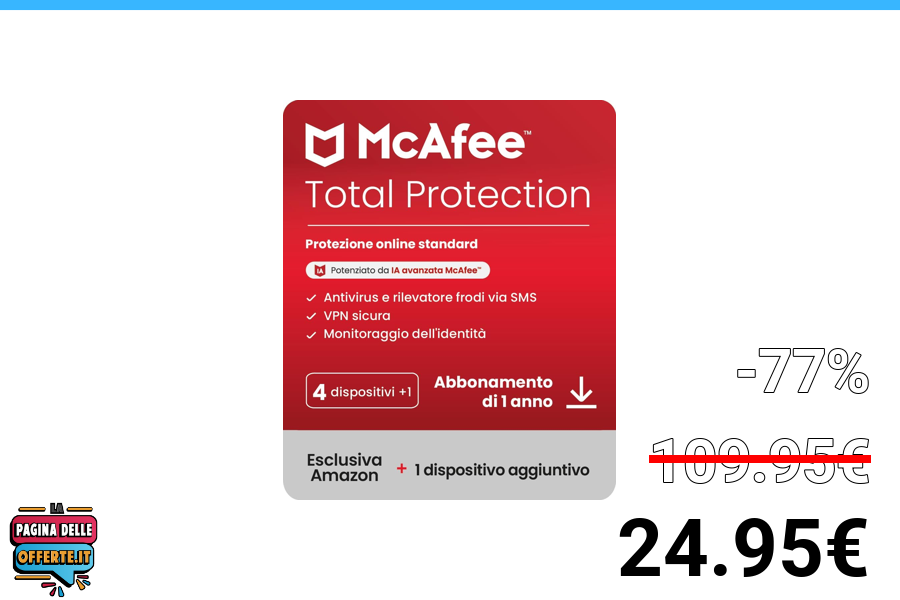 McAfee™
Total Protection
Protezione online standard
IA Potenziato da IA avanzata McAfee™
Antivirus e rilevatore frodi via SMS
VPN sicura
Monitoraggio dell'identità
4 dispositivi +1
Abbonamento
di 1 anno
Esclusiva
Amazon
+ 1 dispositivo aggiuntivo
-77%
109.95€
24.95€
LA
PAGINA DELLE
OFFERTE.IT